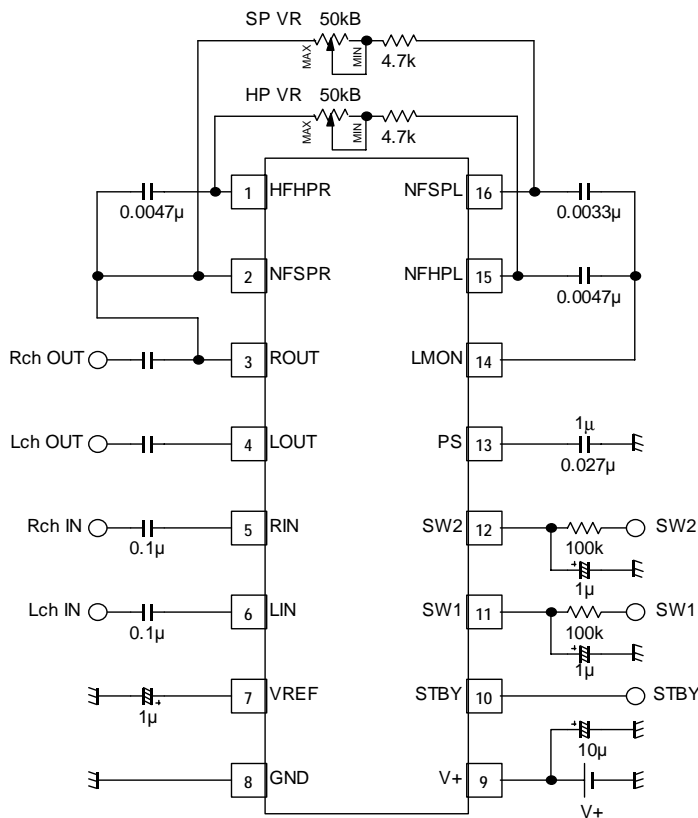 SP VR 50kB
MAX
MIN
4.7k
HP VR 50kB
MAX
MIN
4.7k
1 HFHPR
NFSPL 16
0.0047µ
0.0033µ
2 NFSPR
NFHPL 15
0.0047µ
Rch OUT
3 ROUT
LMON 14
Lch OUT
4 LOUT
PS 13
1µ
0.027µ
Rch IN
0.1µ
5 RIN
SW2 12
100k
SW2
1µ
+
Lch IN
0.1µ
6 LIN
SW1 11
100k
SW1
1µ
+
1µ
+
7 VREF
STBY 10
STBY
8 GND
V+ 9
+
10µ
V+